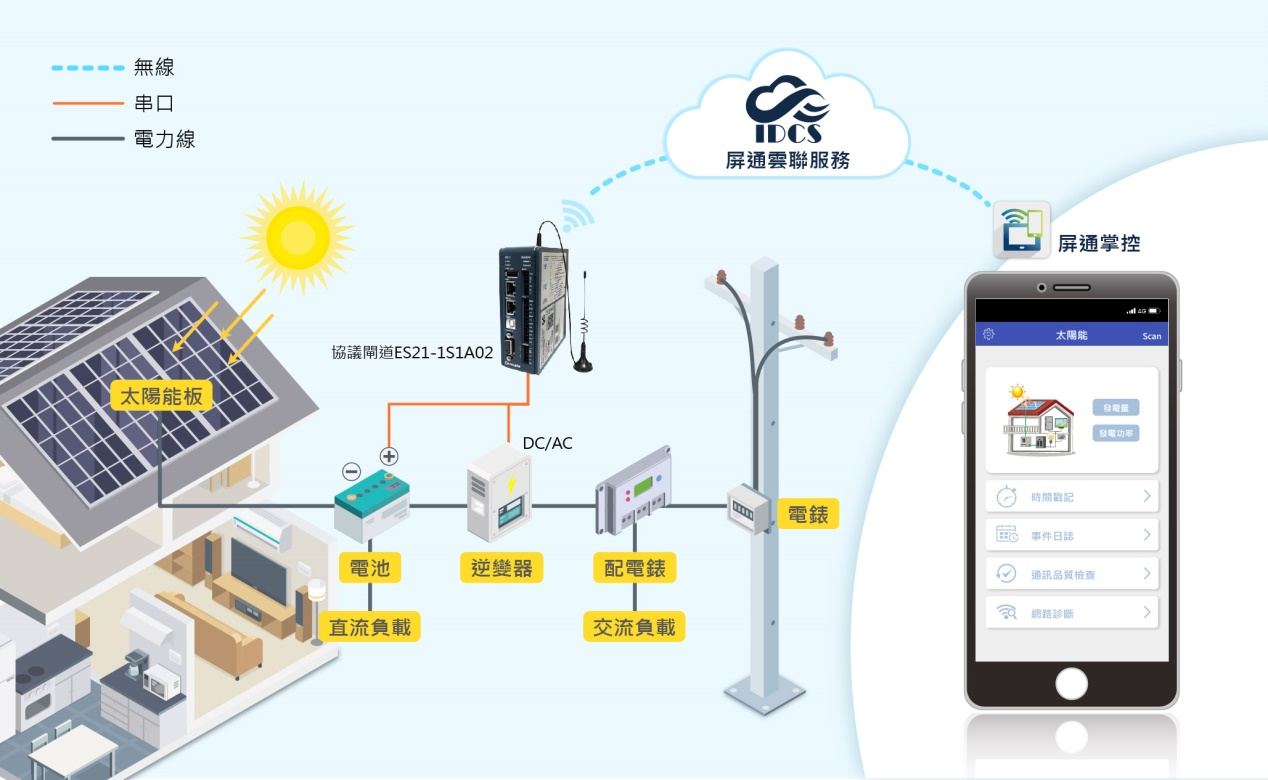 無線
串口
電力線
IDCS
屏通雲聯服務
屏通掌控
協議閘道ES21-1S1A02
太陽能板
DC/AC
電池
逆變器
配電錶
電錶
直流負載
交流負載
4G
太陽能
Scan
發電量
發電功率
時間戳記
事件日誌
通訊品質檢查
網路診斷